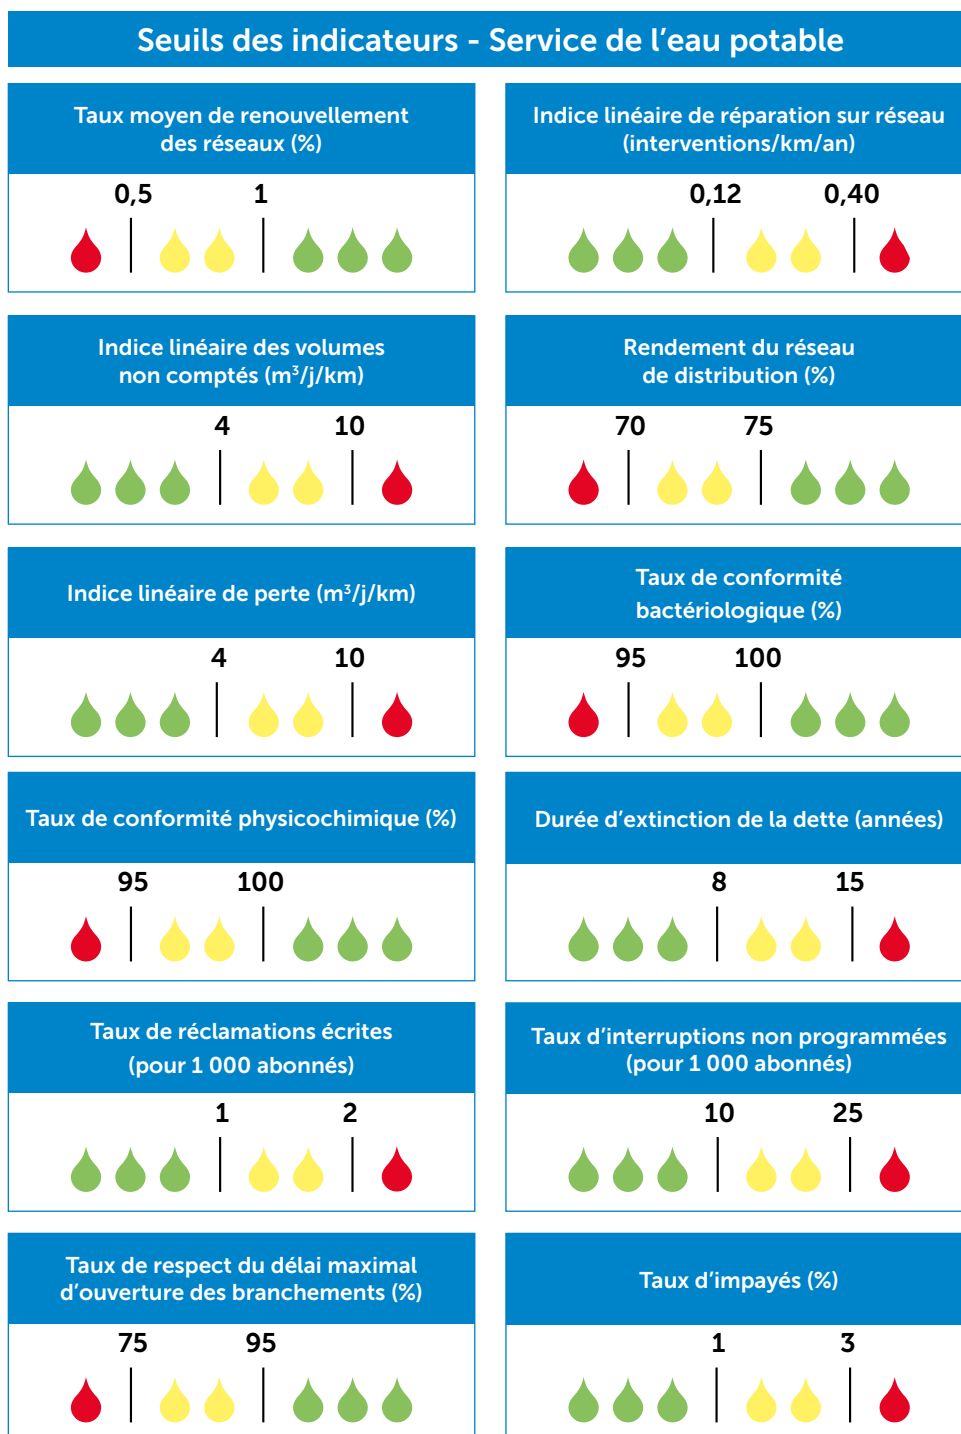 Seuils des indicateurs - Service de l’eau potable
Taux moyen de renouvellement
des réseaux (%)
0,5 1
Indice linéaire de réparation sur réseau
(interventions/km/an)
0,12 0,40
Indice linéaire des volumes
non comptés (m³/j/km)
4 10
Rendement du réseau
de distribution (%)
70 75
Indice linéaire de perte (m³/j/km)
4 10
Taux de conformité
bactériologique (%)
95 100
Taux de conformité physicochimique (%)
95 100
Durée d’extinction de la dette (années)
8 15
Taux de réclamations écrites
(pour 1 000 abonnés)
1 2
Taux d’interruptions non programmées
(pour 1 000 abonnés)
10 25
Taux de respect du délai maximal
d’ouverture des branchements (%)
75 95
Taux d’impayés (%)
1 3